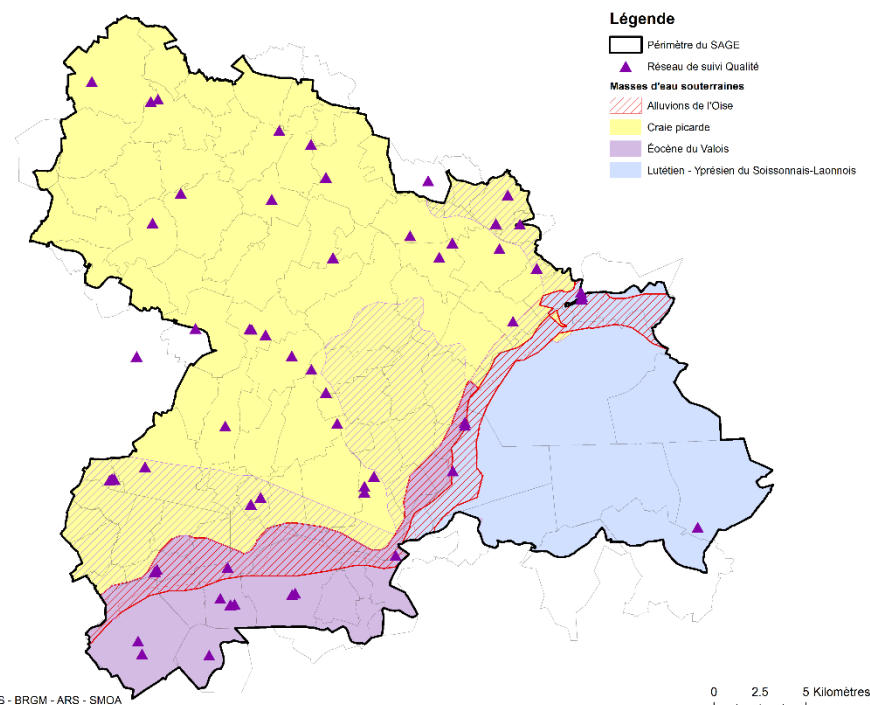 Légende
Périmètre du SAGE
Réseau de suivi Qualité
Masses d'eau souterraines
Alluvions de l'Oise
Craie picarde
Éocène du Valois
Lutétien - Yprésien du Soissonnais-Laonnois
S - BRGM - ARS - SMOA
0 2.5 5 Kilomètres